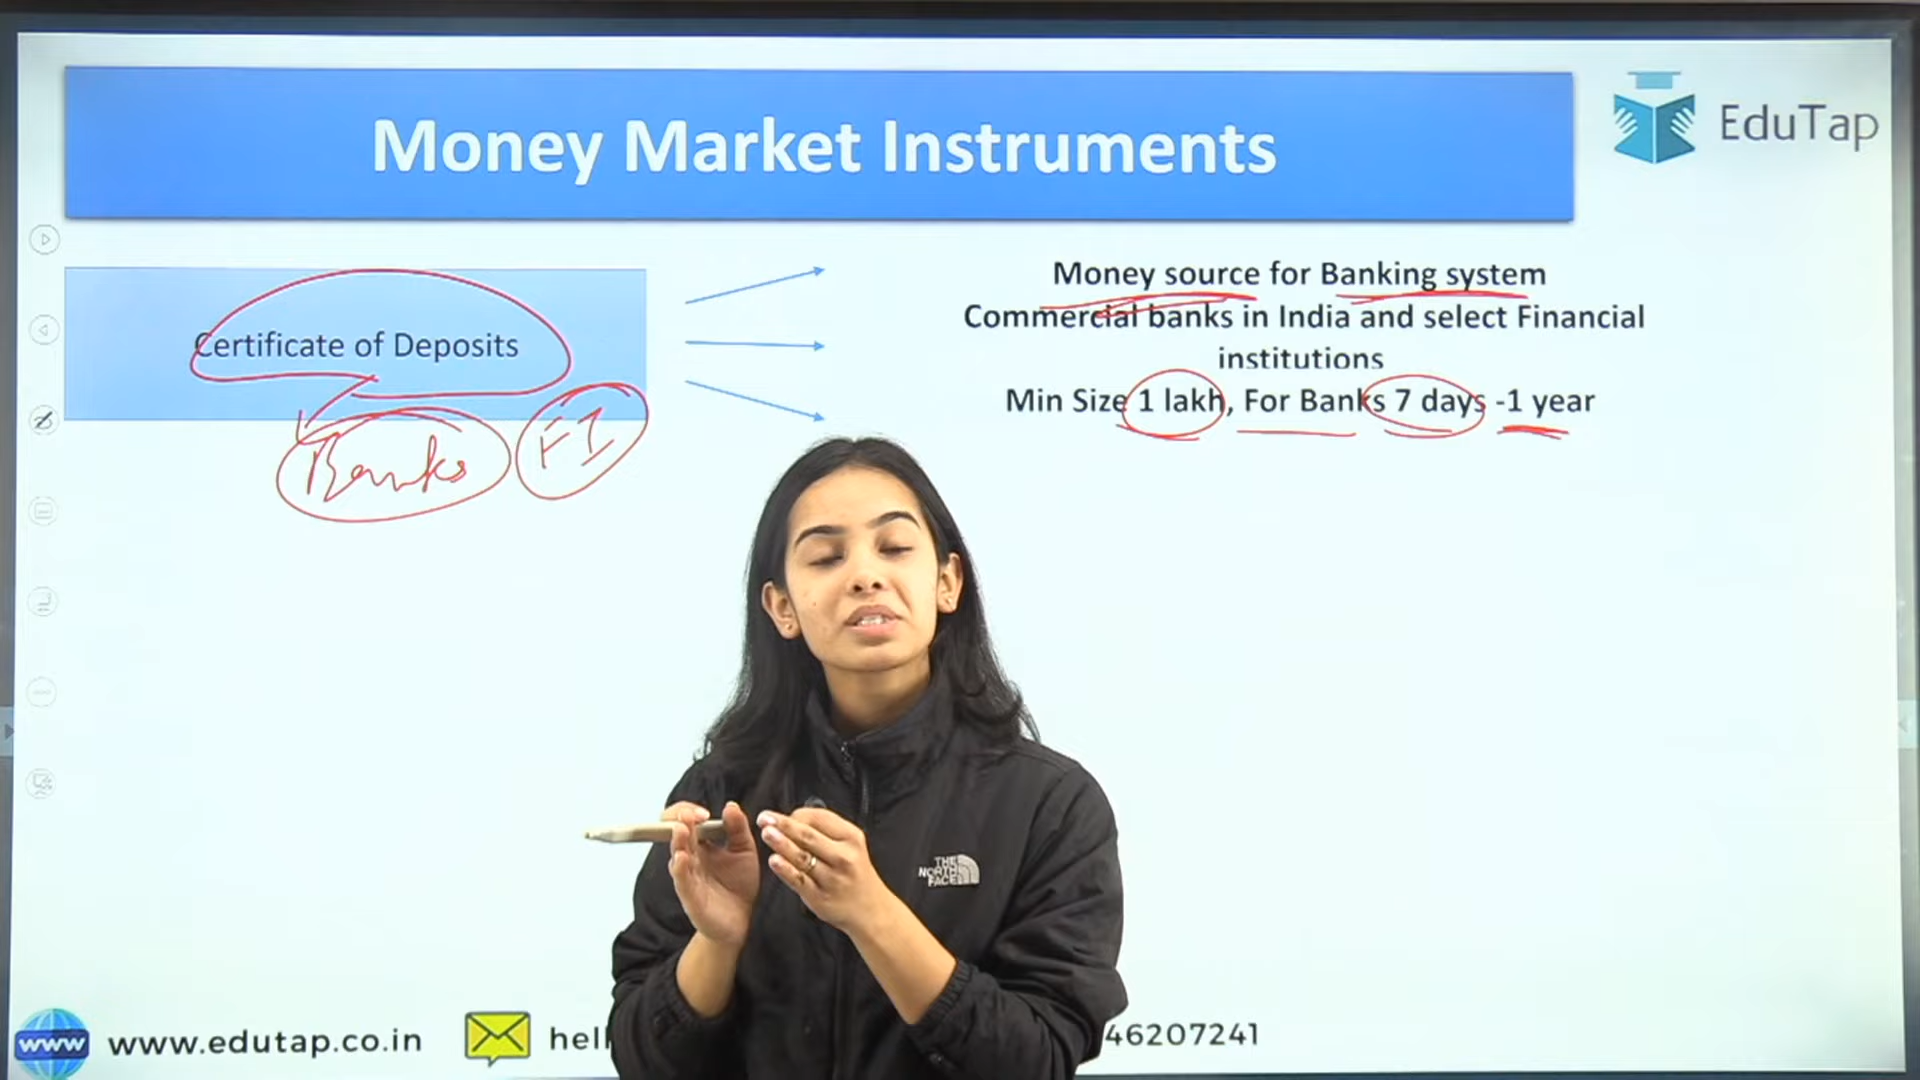 Money Market Instruments
EduTap
Certificate of Deposits
Money source for Banking system
Commercial banks in India and select Financial
institutions
Min Size 1 lakh, For Banks 7 days -1 year
Banks
FI
THE
NORTH
FACE
www
www.edutap.co.in
hell
46207241